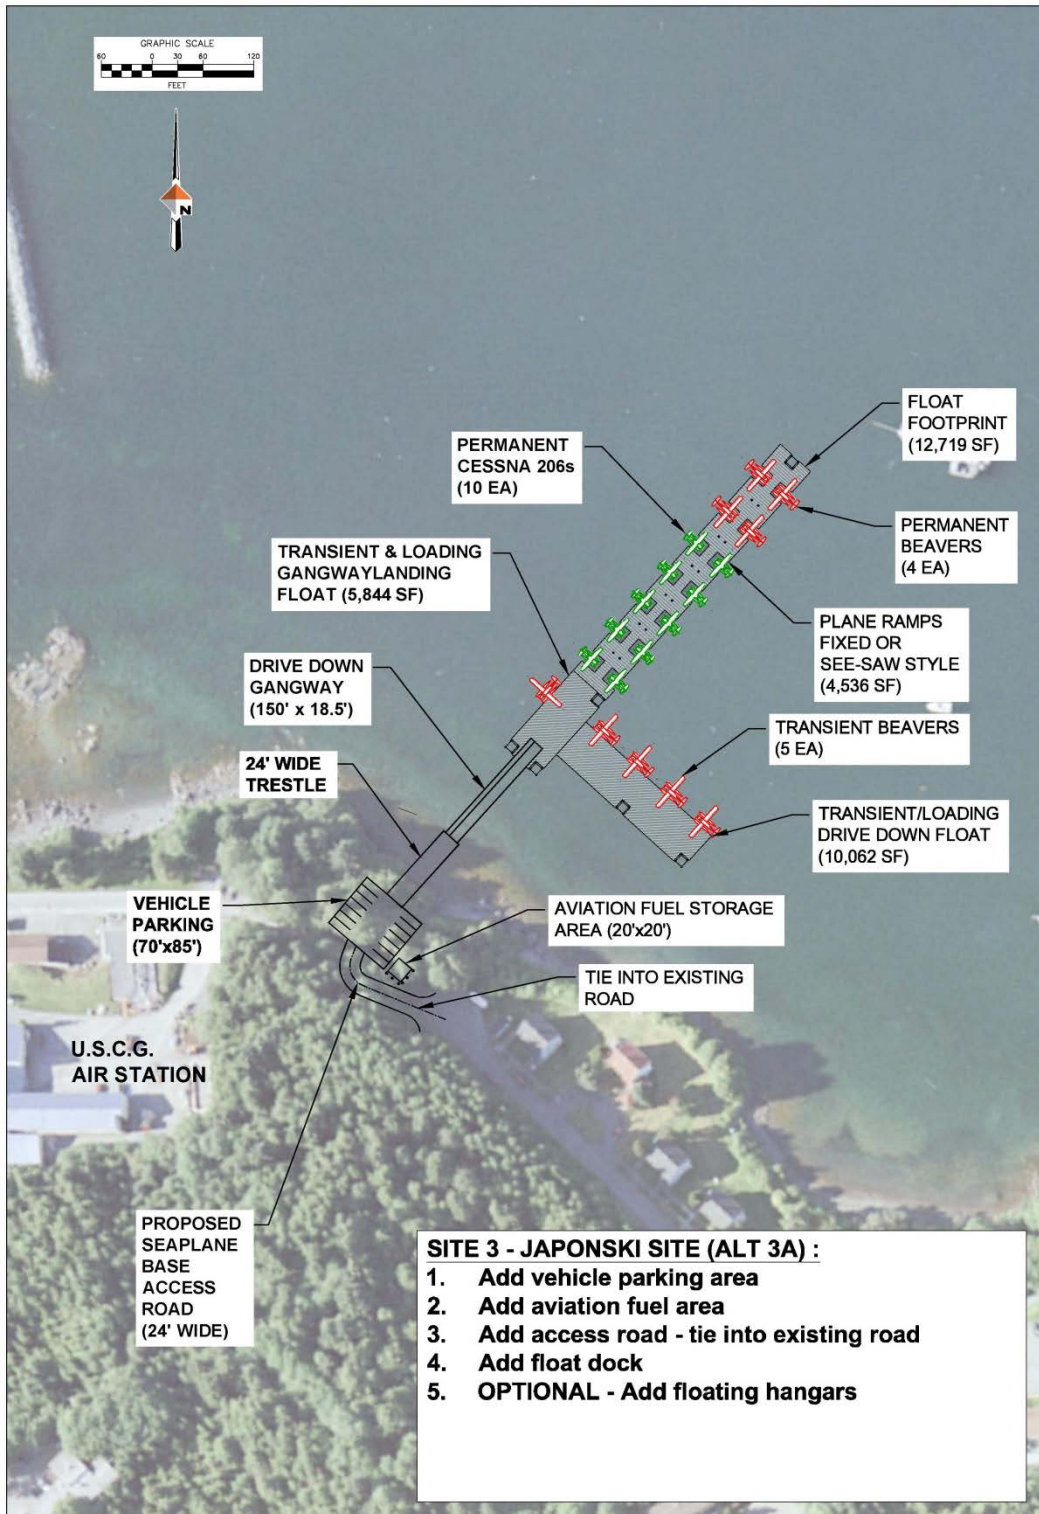 GRAPHIC SCALE
60 0 30 60 120
FEET
N
FLOAT
FOOTPRINT
(12,719 SF)
PERMANENT
CESSNA 206s
(10 EA)
PERMANENT
BEAVERS
(4 EA)
TRANSIENT & LOADING
GANGWAYLANDING
FLOAT (5,844 SF)
PLANE RAMPS
FIXED OR
SEE-SAW STYLE
(4,536 SF)
DRIVE DOWN
GANGWAY
(150' x 18.5')
TRANSIENT BEAVERS
(5 EA)
24' WIDE
TRESTLE
TRANSIENT/LOADING
DRIVE DOWN FLOAT
(10,062 SF)
VEHICLE
PARKING
(70'x85')
AVIATION FUEL STORAGE
AREA (20'x20')
TIE INTO EXISTING
ROAD
U.S.C.G.
AIR STATION
PROPOSED
SEAPLANE
BASE
ACCESS
ROAD
(24' WIDE)
SITE 3 - JAPONSKI SITE (ALT 3A) :
1. Add vehicle parking area
2. Add aviation fuel area
3. Add access road - tie into existing road
4. Add float dock
5. OPTIONAL - Add floating hangars